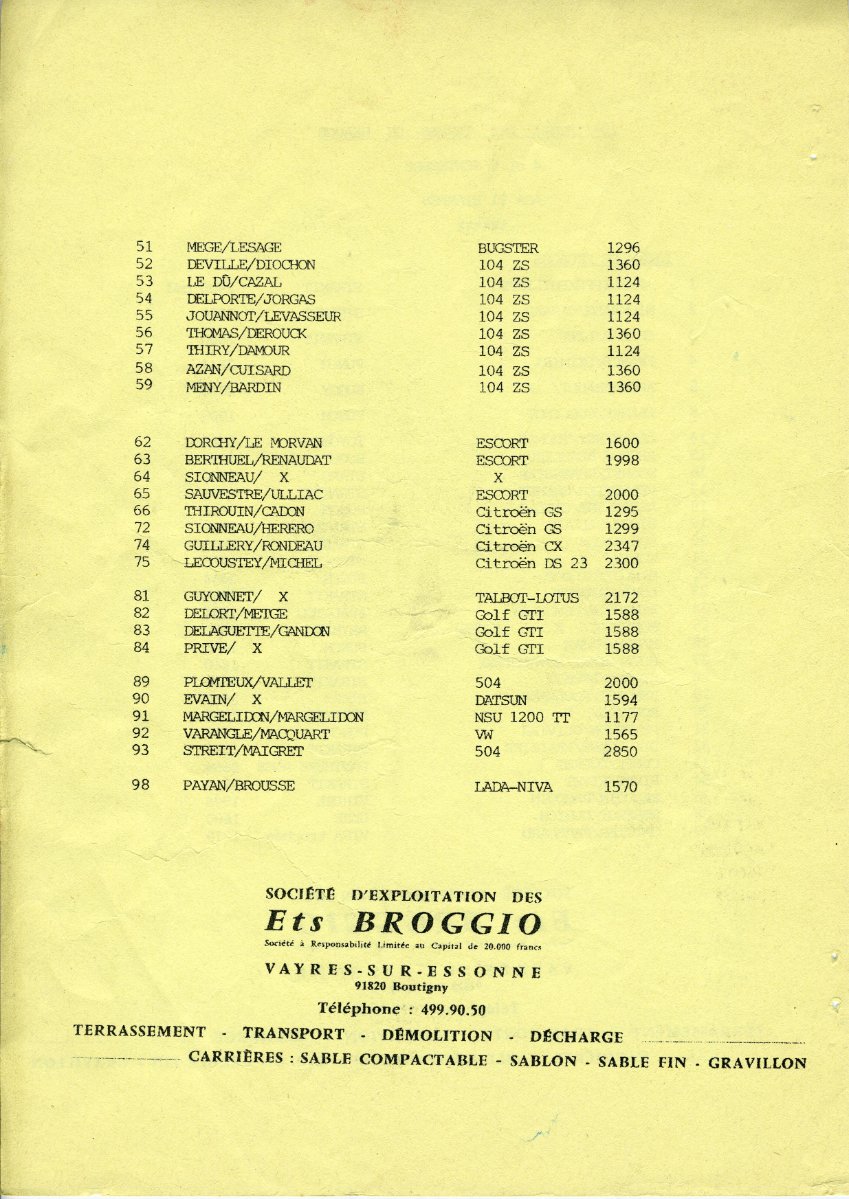 51 MEGE/LESAGE BUGSTER 1296
52 DEVILLE/DIOCHON 104 ZS 1360
53 LE DÛ/CAZAL 104 ZS 1124
54 DELPORTE/JORGAS 104 ZS 1124
55 JOUANNOT/LEVASSEUR 104 ZS 1124
56 THOMAS/DEROUCK 104 ZS 1360
57 THIRY/DAMOUR 104 ZS 1124
58 AZAN/CUISARD 104 ZS 1360
59 MENY/BARDIN 104 ZS 1360
62 DORCHY/LE MORVAN ESCORT 1600
63 BERTHUEL/RENAUDAT ESCORT 1998
64 SIONNEAU/ X X
65 SAUVESTRE/ULLIAC ESCORT 2000
66 THIROUIN/CADON Citroën GS 1295
72 SIONNEAU/HERERO Citroën GS 1299
74 GUILLERY/RONDEAU Citroën CX 2347
75 LECOUSTEY/MICHEL Citroën DS 23 2300
81 GUYONNET/ X TALBOT-LOTUS 2172
82 DELORT/METGE Golf GTI 1588
83 DELAGUETTE/GANDON Golf GTI 1588
84 PRIVE/ X Golf GTI 1588
89 PLOMTEUX/VALLET 504 2000
90 EVAIN/ X DATSUN 1594
91 MARGELIDON/MARGELIDON NSU 1200 TT 1177
92 VARANGLE/MACQUART VW 1565
93 STREIT/MAIGRET 504 2850
98 PAYAN/BROUSSE LADA-NIVA 1570
SOCIÉTÉ D'EXPLOITATION DES
Ets BROGGIO
Société à Responsabilité Limitée au Capital de 20.000 francs
VAYRES-SUR-ESSONNE
91820 Boutigny
Téléphone : 499.90.50
TERRASSEMENT - TRANSPORT - DÉMOLITION - DÉCHARGE
CARRIÈRES : SABLE COMPACTABLE - SABLON - SABLE FIN - GRAVILLON